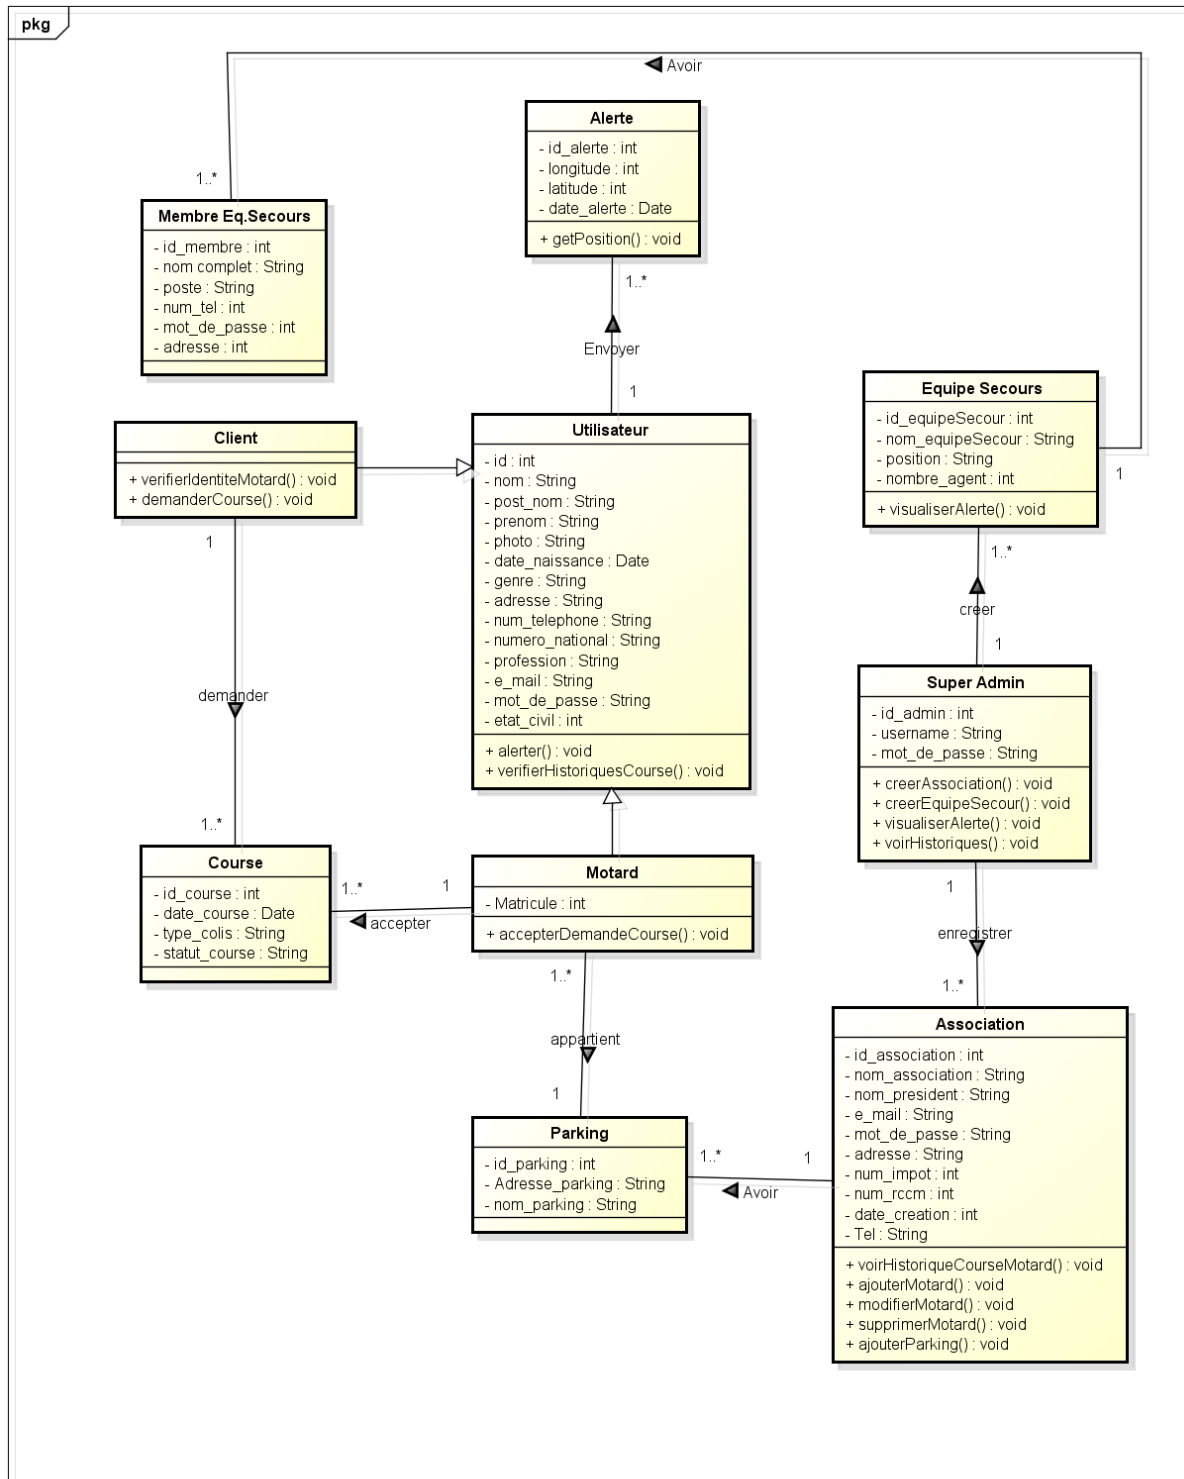 pkg
Avoir
Alerte
- id_alerte : int
- longitude : int
- latitude : int
- date_alerte : Date
+ getPosition() : void
1..*
Membre Eq.Secours
- id_membre : int
- nom complet : String
- poste : String
- num_tel : int
- mot_de_passe : int
- adresse : int
1..*
Envoyer
1
Equipe Secours
- id_equipeSecour : int
- nom_equipeSecour : String
- position : String
- nombre_agent : int
+ visualiserAlerte() : void
1
Client
+ verifierIdentiteMotard() : void
+ demanderCourse() : void
1
Utilisateur
- id : int
- nom : String
- post_nom : String
- prenom : String
- photo : String
- date_naissance : Date
- genre : String
- adresse : String
- num_telephone : String
- numero_national : String
- profession : String
- e_mail : String
- mot_de_passe : String
- etat_civil : int
+ alerter() : void
+ verifierHistoriquesCourse() : void
1..*
creer
1
Super Admin
- id_admin : int
- username : String
- mot_de_passe : String
+ creerAssociation() : void
+ creerEquipeSecour() : void
+ visualiserAlerte() : void
+ voirHistoriques() : void
demander
1..*
Course
- id_course : int
- date_course : Date
- type_colis : String
- statut_course : String
1..*
1
accepter
Motard
- Matricule : int
+ accepterDemandeCourse() : void
1
enregistrer
1..*
1..*
appartient
1
Parking
- id_parking : int
- Adresse_parking : String
- nom_parking : String
1..*
1
Avoir
Association
- id_association : int
- nom_association : String
- nom_president : String
- e_mail : String
- mot_de_passe : String
- adresse : String
- num_impot : int
- num_rccm : int
- date_creation : int
- Tel : String
+ voirHistoriqueCourseMotard() : void
+ ajouterMotard() : void
+ modifierMotard() : void
+ supprimerMotard() : void
+ ajouterParking() : void